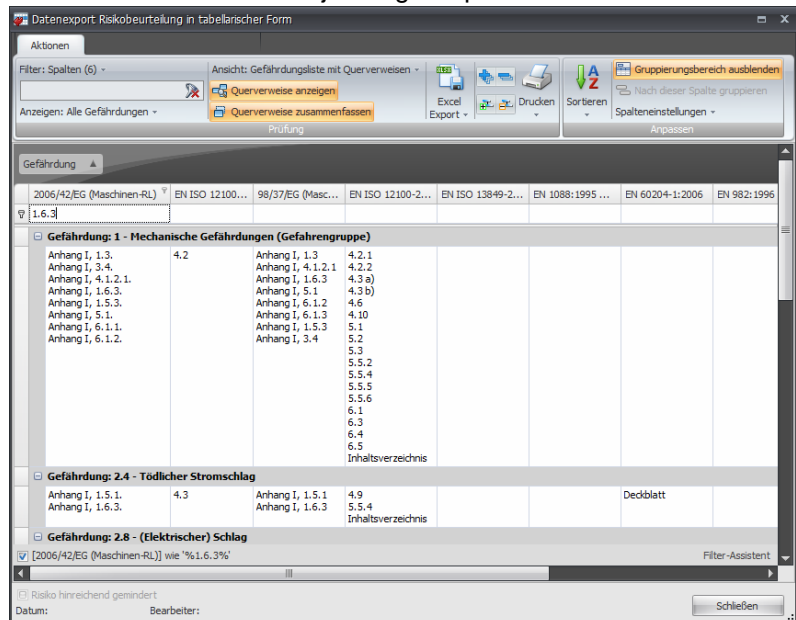 Datenexport Risikobeurteilung in tabellarischer Form
Aktionen
Filter: Spalten (6)
Anzeigen: Alle Gefährdungen
Ansicht: Gefährdungsliste mit Querverweisen
Querverweise anzeigen
Querverweise zusammenfassen
Prüfung
Excel
Export
Drucken
Sortieren
Gruppierungsbereich ausblenden
Nach dieser Spalte gruppieren
Spalteneinstellungen
Anpassen
Gefährdung
2006/42/EG (Maschinen-RL) EN ISO 12100... 98/37/EG (Masc... EN ISO 12100-2... EN ISO 13849-2... EN 1088:1995 ... EN 60204-1:2006 EN 982:1996
1.6.3
Gefährdung: 1 - Mechanische Gefährdungen (Gefahrengruppe)
Anhang I, 1.3. 4.2 Anhang I, 1.3 4.2.1
Anhang I, 3.4. Anhang I, 4.1.2.1 4.2.2
Anhang I, 4.1.2.1. Anhang I, 1.6.3 4.3 a)
Anhang I, 1.6.3. Anhang I, 5.1 4.3 b)
Anhang I, 1.5.3. Anhang I, 6.1.2 4.6
Anhang I, 5.1. Anhang I, 6.1.3 4.10
Anhang I, 6.1.1. Anhang I, 1.5.3 5.1
Anhang I, 6.1.2. Anhang I, 3.4 5.2
5.3
5.5.2
5.5.4
5.5.5
5.5.6
6.1
6.3
6.4
6.5
Inhaltsverzeichnis
Gefährdung: 2.4 - Tödlicher Stromschlag
Anhang I, 1.5.1. 4.3 Anhang I, 1.5.1 4.9 Deckblatt
Anhang I, 1.6.3. Anhang I, 1.6.3 5.5.4
Inhaltsverzeichnis
Gefährdung: 2.8 - (Elektrischer) Schlag
[2006/42/EG (Maschinen-RL)] wie '%1.6.3%' Filter-Assistent
Risiko hinreichend gemindert
Datum: Bearbeiter:
Schließen